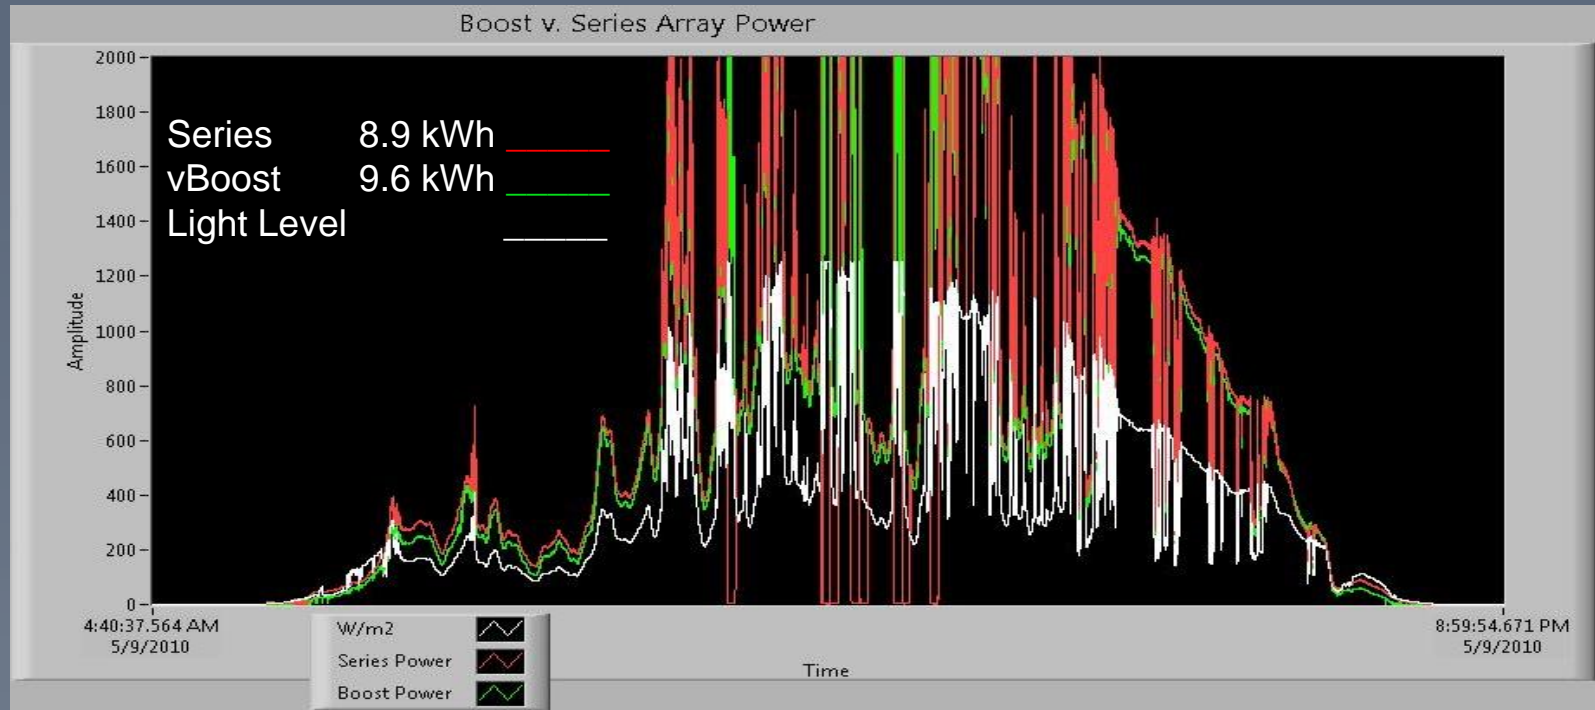 Boost v. Series Array Power
2000
1800
1600
1400
1200
1000
800
600
400
200
0
Amplitude
Series 8.9 kWh
vBoost 9.6 kWh
Light Level
4:40:37.564 AM
5/9/2010
8:59:54.671 PM
5/9/2010
Time
W/m2
Series Power
Boost Power